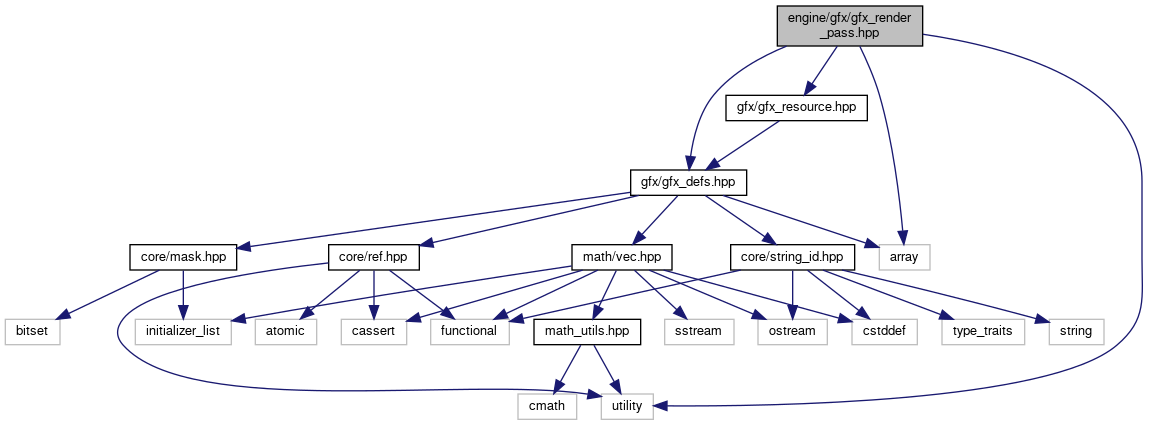 engine/gfx/gfx_render
_pass.hpp
gfx/gfx_resource.hpp
gfx/gfx_defs.hpp
core/mask.hpp
core/ref.hpp
math/vec.hpp
core/string_id.hpp
array
bitset
initializer_list
atomic
cassert
functional
math_utils.hpp
sstream
ostream
cstddef
type_traits
string
cmath
utility